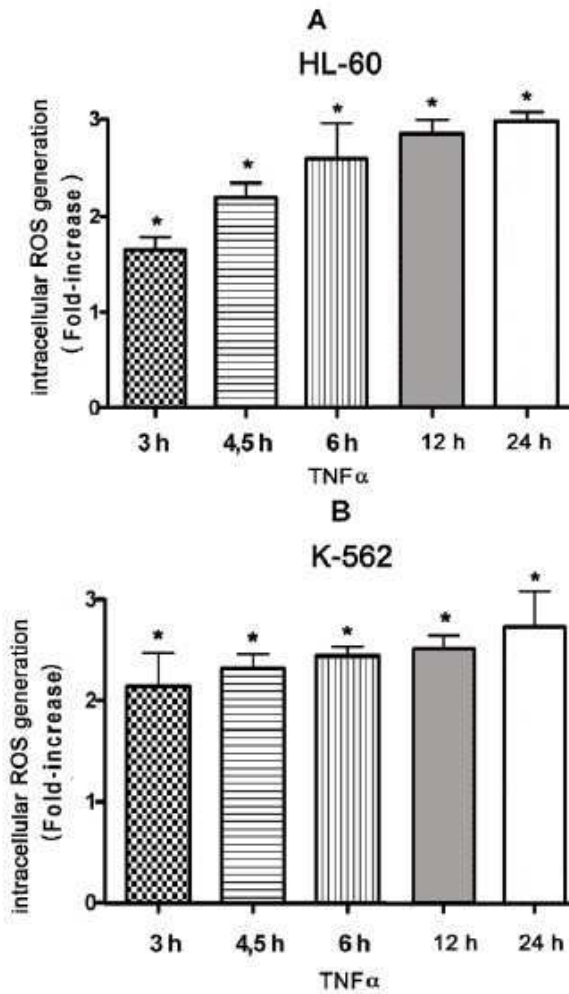 A
HL-60
intracellular ROS generation
( Fold-increase )
3
2
1
0
*
*
*
*
*
3 h
4,5 h
6 h
12 h
24 h
TNFα
B
K-562
intracellular ROS generation
(Fold-increase)
3
2
1
0
*
*
*
*
*
3 h
4,5 h
6 h
12 h
24 h
TNFα